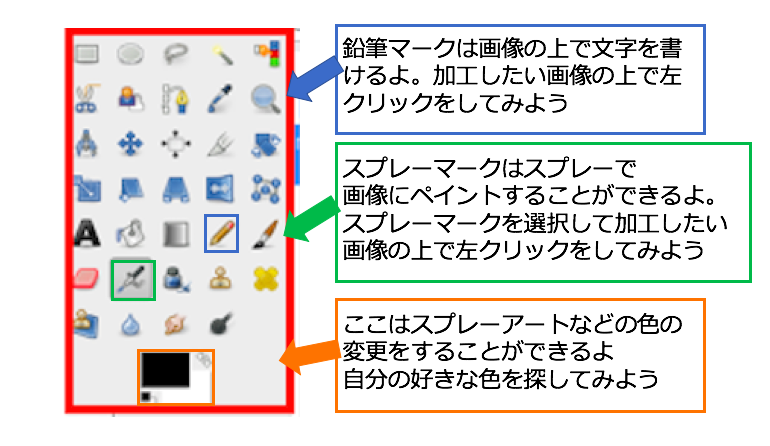 鉛筆マークは画像の上で文字を書
けるよ。加工したい画像の上で左
クリックをしてみよう
スプレーマークはスプレーで
画像にペイントすることができるよ。
スプレーマークを選択して加工したい
画像の上で左クリックをしてみよう
ここはスプレーアートなどの色の
変更をすることができるよ
自分の好きな色を探してみよう
A